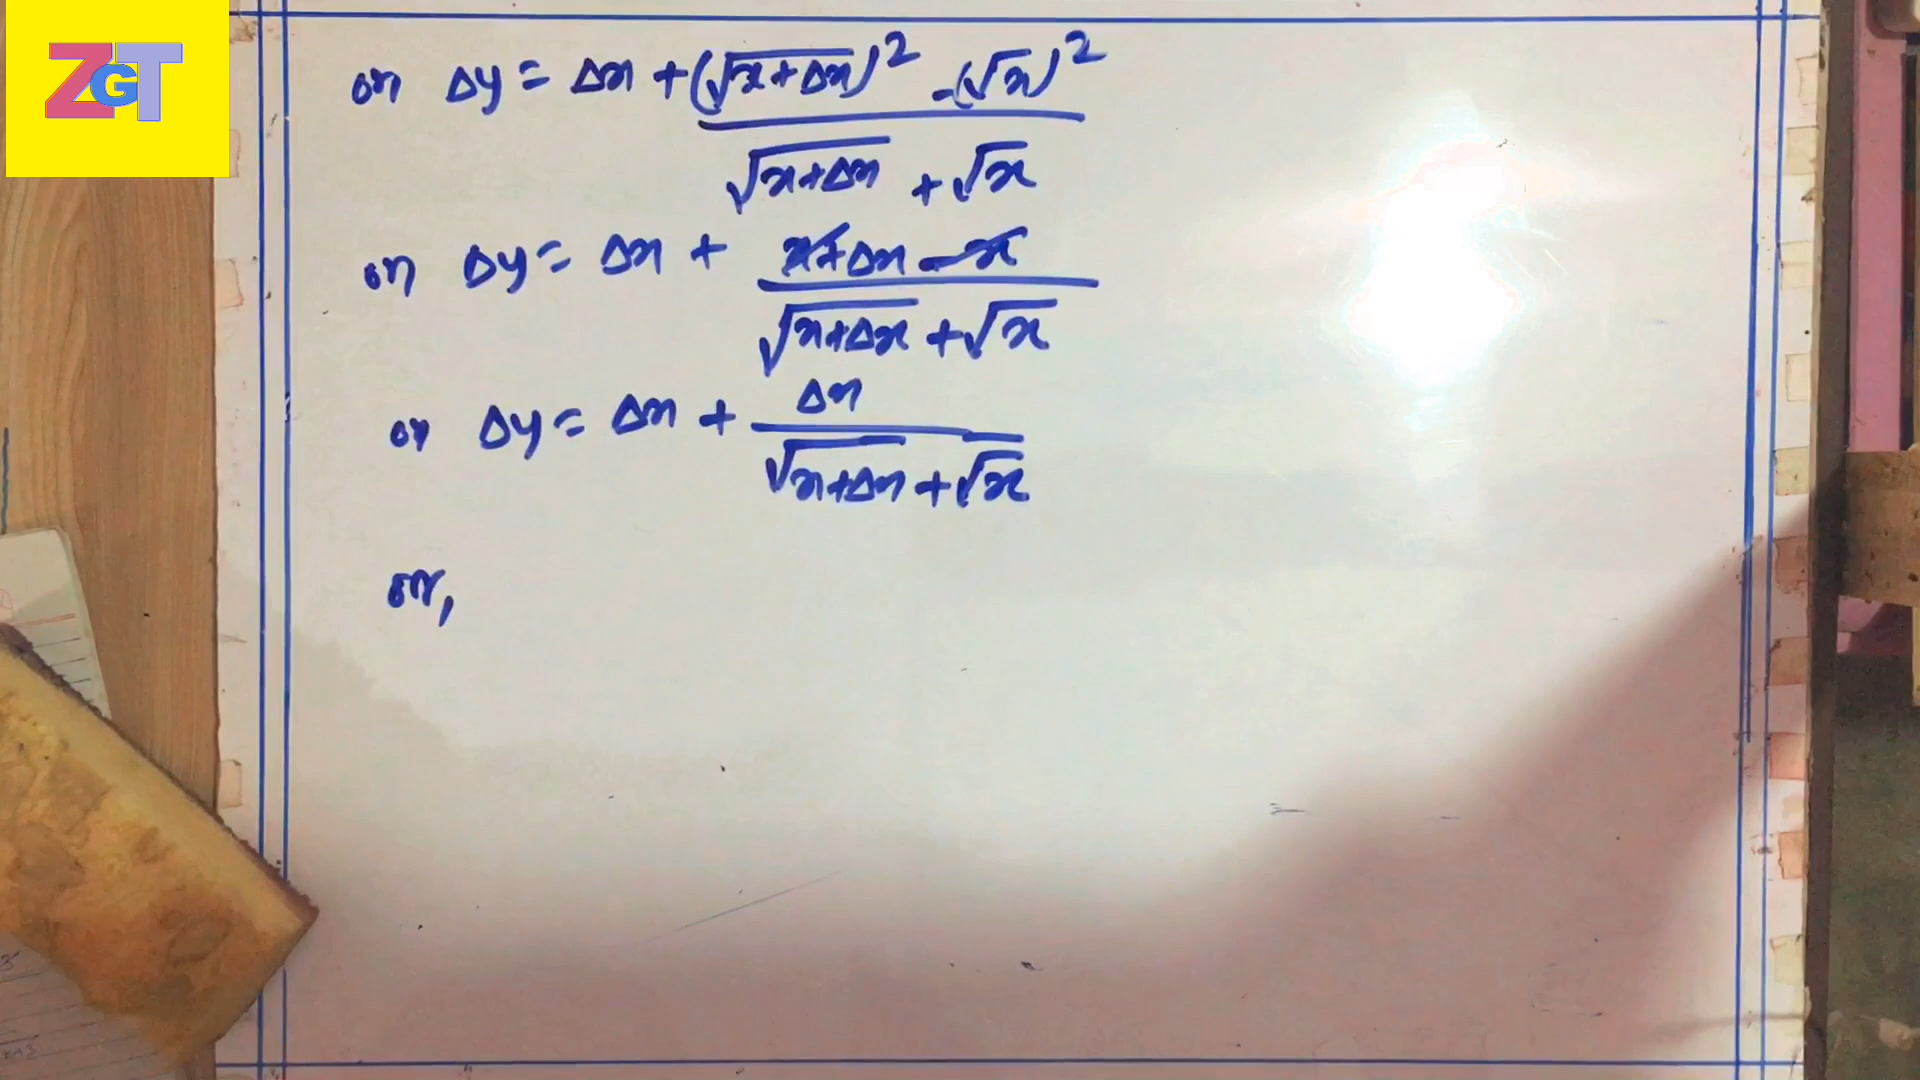 ZGT
or Δy = Δx + (√x+Δx)² - (√x)²
√x+Δx + √x
or Δy = Δx + x+Δx - x
√x+Δx + √x
or Δy = Δx + Δx
√x+Δx + √x
or,